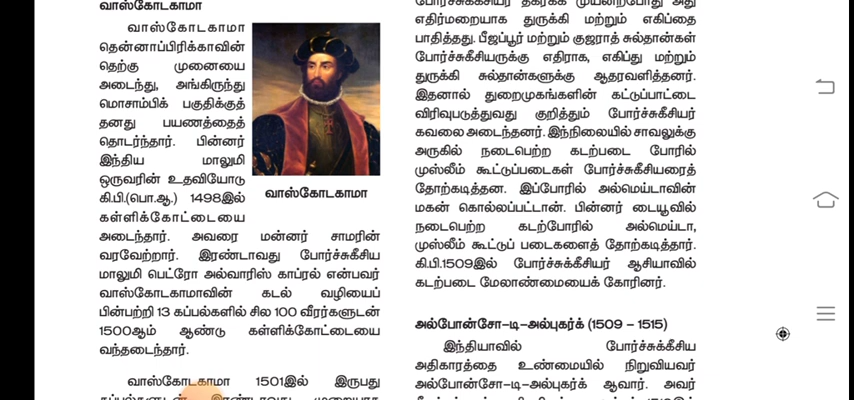 வாஸ்கோடகாமா
வாஸ்கோடகாமா
தென்னாப்பிரிக்காவின்
தெற்கு முனையை
அடைந்து, அங்கிருந்து
மொசாம்பிக் பகுதிக்குத்
தனது பயணத்தைத்
தொடர்ந்தார். பின்னர்
இந்திய மாலுமி
ஒருவரின் உதவியோடு
கி.பி.(பொ.ஆ.) 1498இல்
கள்ளிக்கோட்டையை
அடைந்தார். அவரை மன்னர் சாமரின்
வரவேற்றார். இரண்டாவது போர்ச்சுகீசிய
மாலுமி பெட்ரோ அல்வாரிஸ் காப்ரல் என்பவர்
வாஸ்கோடகாமாவின் கடல் வழியைப்
பின்பற்றி 13 கப்பல்களில் சில 100 வீரர்களுடன்
1500ஆம் ஆண்டு கள்ளிக்கோட்டையை
வந்தடைந்தார்.
வாஸ்கோடகாமா 1501இல் இருபது
வாஸ்கோடகாமா
போர்ச்சுக்கீசியர் தகர்க்க முயன்றபோது அது
எதிர்மறையாக துருக்கி மற்றும் எகிப்தை
பாதித்தது. பீஜப்பூர் மற்றும் குஜராத் சுல்தான்கள்
போர்ச்சுகீசியருக்கு எதிராக, எகிப்து மற்றும்
துருக்கி சுல்தான்களுக்கு ஆதரவளித்தனர்.
இதனால் துறைமுகங்களின் கட்டுப்பாட்டை
விரிவுபடுத்துவது குறித்தும் போர்ச்சுகீசியர்
கவலை அடைந்தனர். இந்நிலையில் சாவலுக்கு
அருகில் நடைபெற்ற கடற்படை போரில்
முஸ்லீம் கூட்டுப்படைகள் போர்ச்சுகீசியரைத்
தோற்கடித்தன. இப்போரில் அல்மெய்டாவின்
மகன் கொல்லப்பட்டான். பின்னர் டையூவில்
நடைபெற்ற கடற்போரில் அல்மெய்டா,
முஸ்லீம் கூட்டுப் படைகளைத் தோற்கடித்தார்.
கி.பி.1509இல் போர்ச்சுக்கீசியர் ஆசியாவில்
கடற்படை மேலாண்மையைக் கோரினர்.
அல்போன்சோ-டி-அல்புகர்க் (1509 – 1515)
இந்தியாவில் போர்ச்சுக்கீசிய
அதிகாரத்தை உண்மையில் நிறுவியவர்
அல்போன்சோ-டி-அல்புகர்க் ஆவார். அவர்